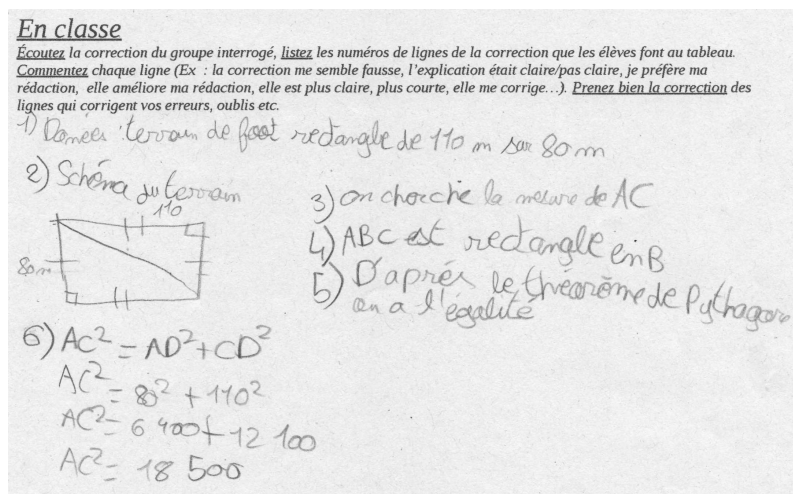 En classe
Écoutez la correction du groupe interrogé, listez les numéros de lignes de la correction que les élèves font au tableau.
Commentez chaque ligne (Ex : la correction me semble fausse, l'explication était claire/pas claire, je préfère ma
rédaction, elle améliore ma rédaction, elle est plus claire, plus courte, elle me corrige…). Prenez bien la correction des
lignes qui corrigent vos erreurs, oublis etc.
1) Donées : terrain de foot rectangle de 110 m sur 80 m
2) Schéma du terrain
110
80m
3) on cherche la mesure de AC
4) ABC est rectangle en B
5) D'après le théorème de Pythagore
on a l'égalité
6) AC² = AD² + CD²
AC² = 80² + 110²
AC² = 6 400 + 12 100
AC² = 18 500